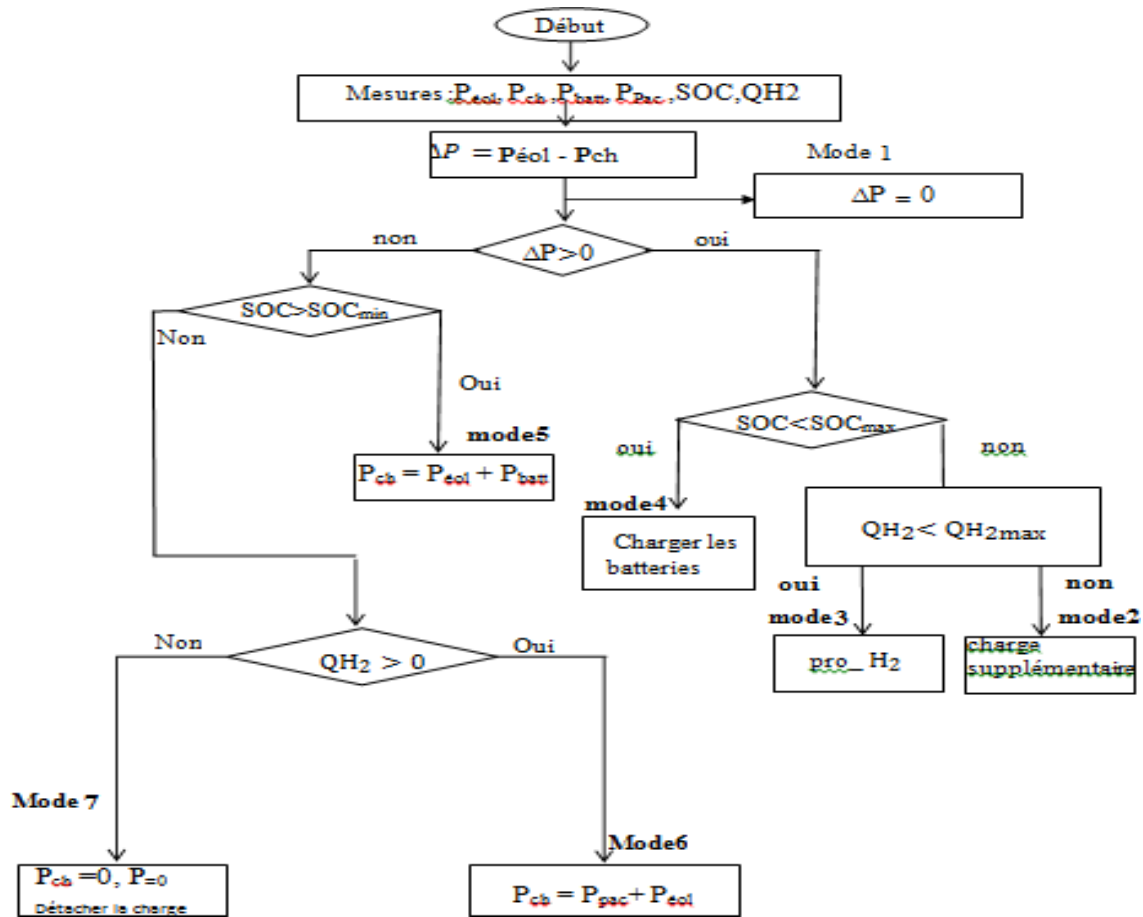 Début
Mesures :Péol, Pch ,Pbatt, PPac ,SOC,QH2
ΔP = Péol - Pch
Mode 1
ΔP = 0
non
ΔP>0
oui
SOC>SOCmin
Non
Oui
mode5
Pch = Péol + Pbatt
SOC<SOCmax
oui
non
mode4
Charger les
batteries
QH2< QH2max
oui
non
mode3
mode2
pro_ H2
charge
supplémentaire
Non
QH2 > 0
Oui
Mode 7
Mode6
Pch =0, P=0
Détacher la charge
Pch = Ppac+ Péol